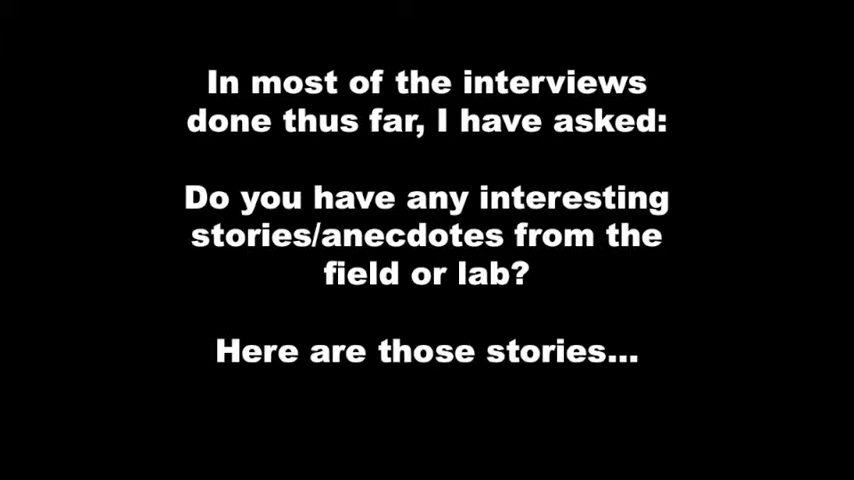 In most of the interviews
done thus far, I have asked:
Do you have any interesting
stories/anecdotes from the
field or lab?
Here are those stories...